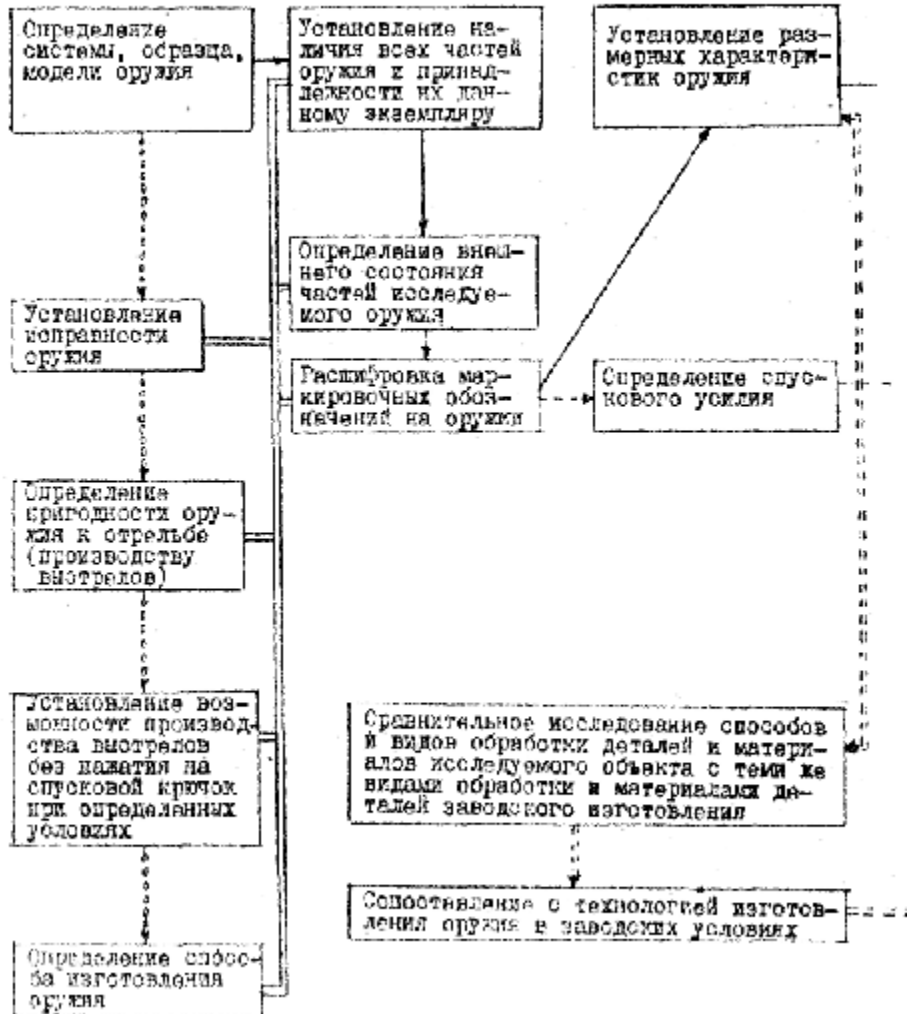 Определение
системы, образца,
модели оружия
Установление на-
личия всех частей
оружия и принад-
лежности их дан-
ному экземпляру
Установление раз-
мерных характери-
стик оружия
Определение внеш-
него состояния
частей исследуе-
мого оружия
Установление
исправности
оружия
Расшифровка мар-
кировочных обоз-
начений на оружии
Определение спус-
кового усилия
Определение
пригодности ору-
жия к стрельбе
(производству
выстрелов)
Установление воз-
можности производ-
ства выстрелов
без нажатия на
спусковой крючок
при определенных
условиях
Сравнительное исследование способов
и видов обработки деталей и матери-
алов исследуемого объекта с теми же
видами обработки и материалами де-
талей заводского изготовления
Сопоставление с технологией изготов-
ления оружия в заводских условиях
Определение спосо-
ба изготовления
оружия